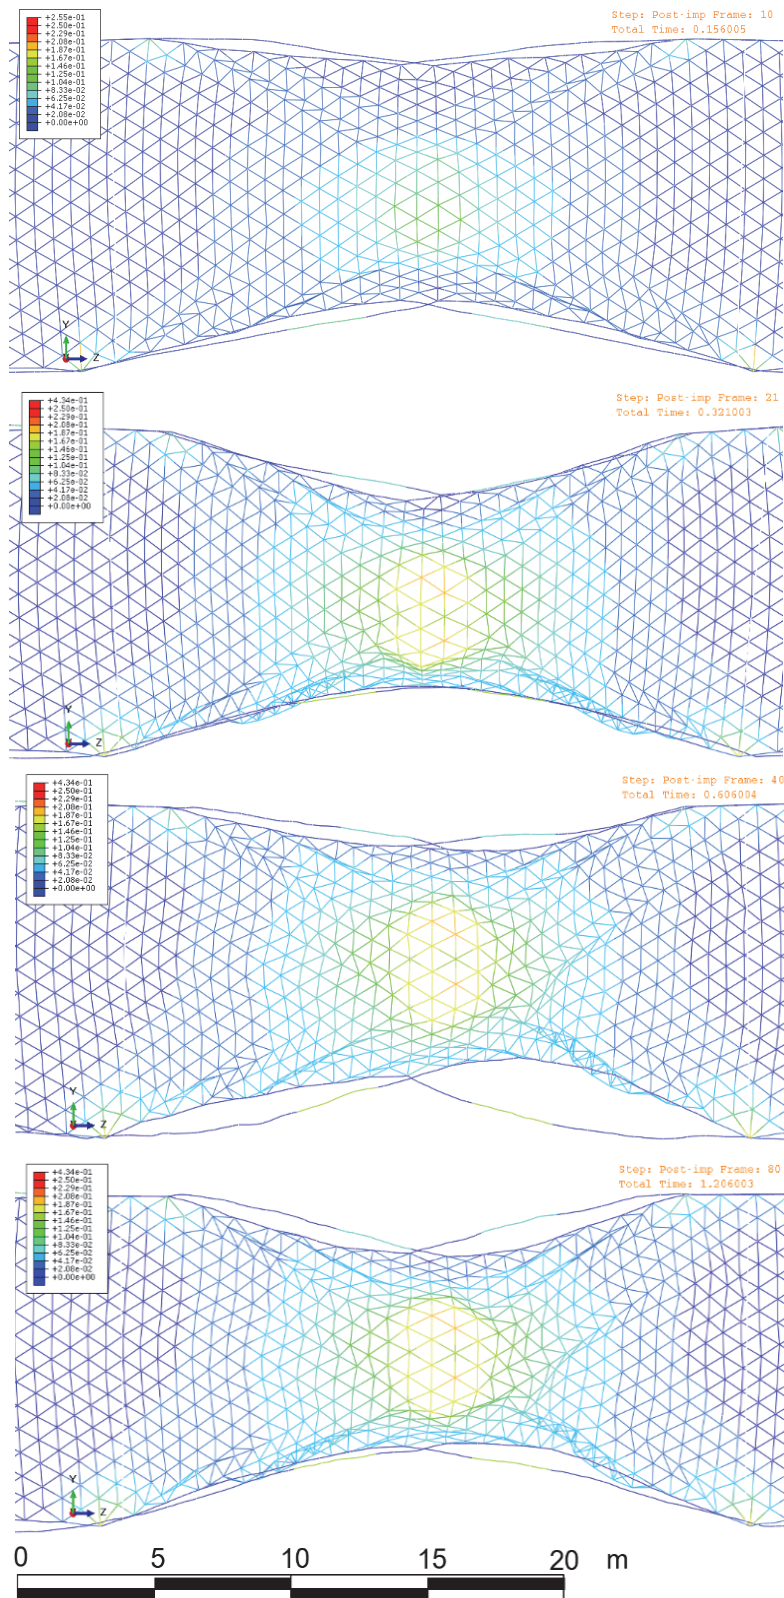 Step: Post-imp Frame: 10
Total Time: 0.156005
+2.55e-01
+2.50e-01
+2.29e-01
+2.08e-01
+1.87e-01
+1.67e-01
+1.46e-01
+1.25e-01
+1.04e-01
+8.33e-02
+6.25e-02
+4.17e-02
+2.08e-02
+0.00e+00
Y
Z
Step: Post-imp Frame: 21
Total Time: 0.321003
+4.34e-01
+2.50e-01
+2.29e-01
+2.08e-01
+1.87e-01
+1.67e-01
+1.46e-01
+1.25e-01
+1.04e-01
+8.33e-02
+6.25e-02
+4.17e-02
+2.08e-02
+0.00e+00
Y
Z
Step: Post-imp Frame: 40
Total Time: 0.606004
+4.34e-01
+2.50e-01
+2.29e-01
+2.08e-01
+1.87e-01
+1.67e-01
+1.46e-01
+1.25e-01
+1.04e-01
+8.33e-02
+6.25e-02
+4.17e-02
+2.08e-02
+0.00e+00
Y
Z
Step: Post-imp Frame: 80
Total Time: 1.206003
+4.34e-01
+2.50e-01
+2.29e-01
+2.08e-01
+1.87e-01
+1.67e-01
+1.46e-01
+1.25e-01
+1.04e-01
+8.33e-02
+6.25e-02
+4.17e-02
+2.08e-02
+0.00e+00
Y
Z
0 5 10 15 20 m